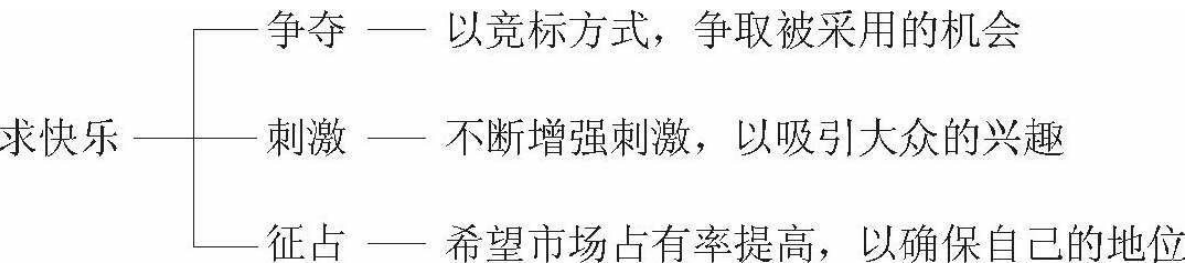 争夺 — 以竞标方式，争取被采用的机会
求快乐 — 刺激 — 不断增强刺激，以吸引大众的兴趣
征占 — 希望市场占有率提高，以确保自己的地位